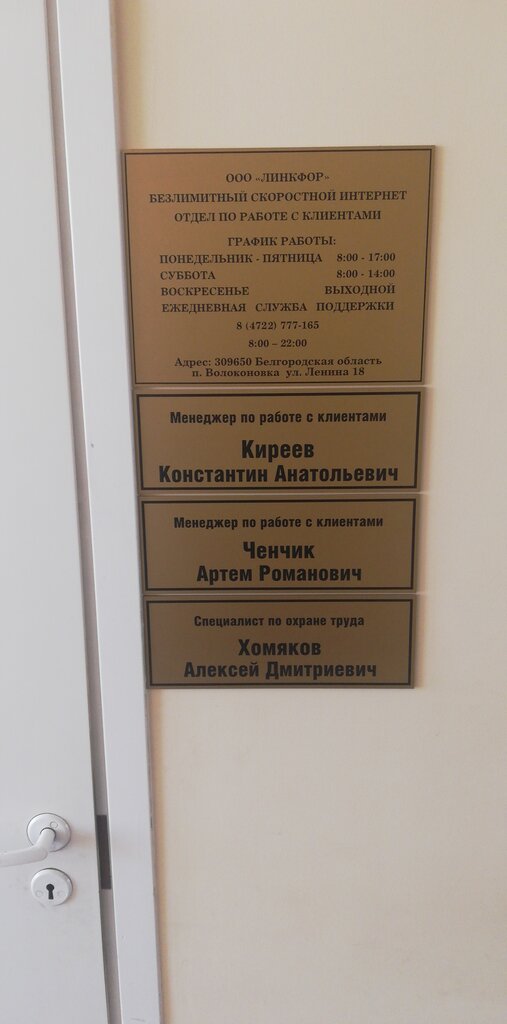 ООО «ЛИНКФОР»
БЕЗЛИМИТНЫЙ СКОРОСТНОЙ ИНТЕРНЕТ
ОТДЕЛ ПО РАБОТЕ С КЛИЕНТАМИ
ГРАФИК РАБОТЫ:
ПОНЕДЕЛЬНИК - ПЯТНИЦА 8:00 - 17:00
СУББОТА 8:00 - 14:00
ВОСКРЕСЕНЬЕ ВЫХОДНОЙ
ЕЖЕДНЕВНАЯ СЛУЖБА ПОДДЕРЖКИ
8 (4722) 777-165
8:00 – 22:00
Адрес: 309650 Белгородская область
п. Волоконовка ул. Ленина 18
Менеджер по работе с клиентами
Киреев
Константин Анатольевич
Менеджер по работе с клиентами
Ченчик
Артем Романович
Специалист по охране труда
Хомяков
Алексей Дмитриевич